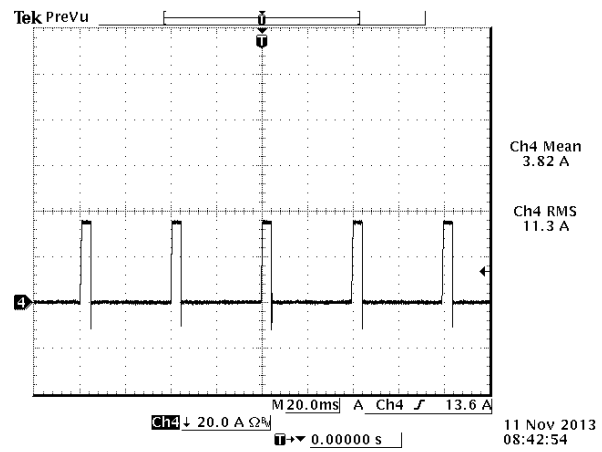 Tek PreVu
T
T
Ch4 Mean
3.82 A
Ch4 RMS
11.3 A
4
M 20.0ms A Ch4 ƒ 13.6 A
Ch4 ↓ 20.0 A Ω BW
T→▼ 0.00000 s
11 Nov 2013
08:42:54